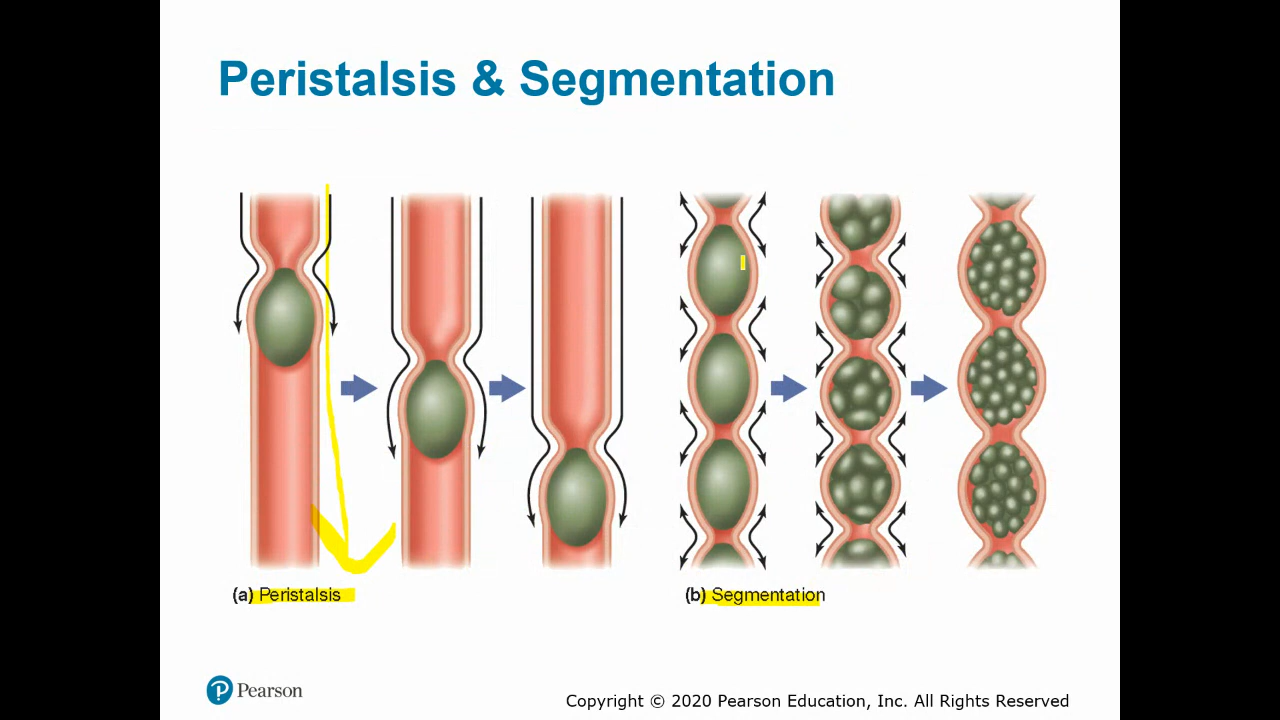 Peristalsis & Segmentation
(a) Peristalsis
(b) Segmentation
Pearson
Copyright © 2020 Pearson Education, Inc. All Rights Reserved